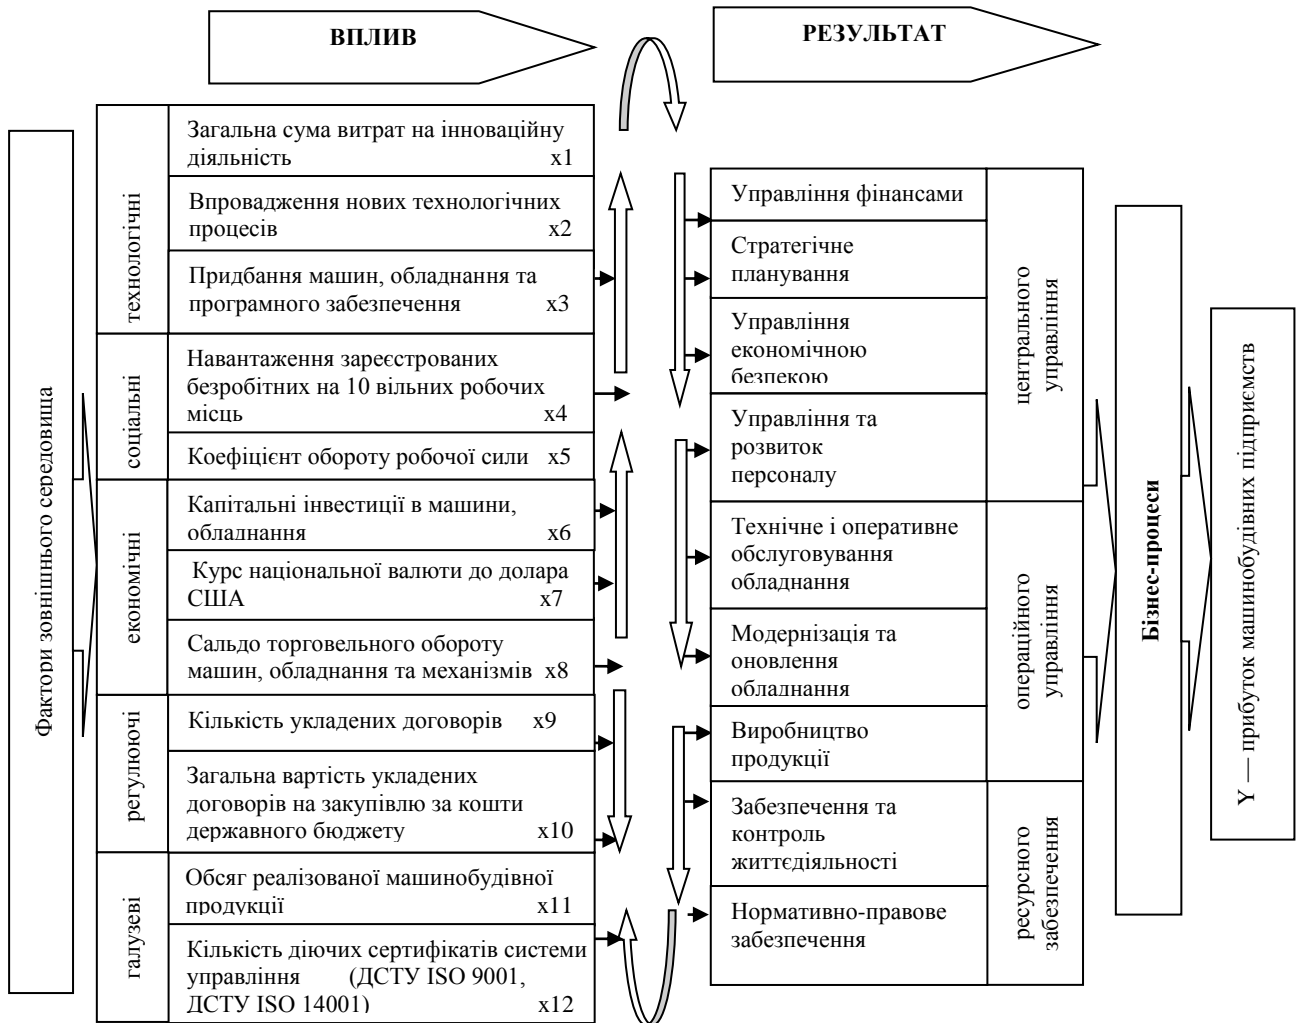 ВПЛИВ
РЕЗУЛЬТАТ
Фактори зовнішнього середовища
технологічні
Загальна сума витрат на інноваційну
діяльність x1
Впровадження нових технологічних
процесів x2
Придбання машин, обладнання та
програмного забезпечення x3
соціальні
Навантаження зареєстрованих
безробітних на 10 вільних робочих
місць x4
Коефіцієнт обороту робочої сили x5
економічні
Капітальні інвестиції в машини,
обладнання x6
Курс національної валюти до долара
США x7
Сальдо торговельного обороту
машин, обладнання та механізмів x8
регулюючі
Кількість укладених договорів x9
Загальна вартість укладених
договорів на закупівлю за кошти
державного бюджету x10
галузеві
Обсяг реалізованої машинобудівної
продукції x11
Кількість діючих сертифікатів системи
управління (ДСТУ ISO 9001,
ДСТУ ISO 14001) x12
Управління фінансами
Стратегічне
планування
Управління
економічною
безпекою
Управління та
розвиток
персоналу
Технічне і оперативне
обслуговування
обладнання
Модернізація та
оновлення
обладнання
Виробництво
продукції
Забезпечення та
контроль
життєдіяльності
Нормативно-правове
забезпечення
центрального
управління
операційного
управління
ресурсного
забезпечення
Бізнес-процеси
Y — прибуток машинобудівних підприємств